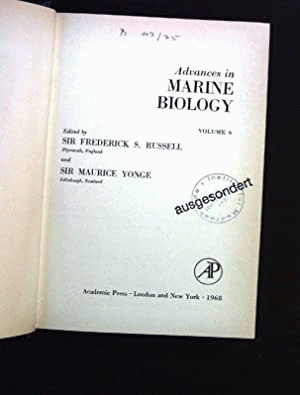 Advances in
MARINE
BIOLOGY
VOLUME 6
Edited by
SIR FREDERICK S. RUSSELL
Plymouth, England
and
SIR MAURICE YONGE
Edinburgh, Scotland
ausgesondert
AP
Academic Press · London and New York · 1968